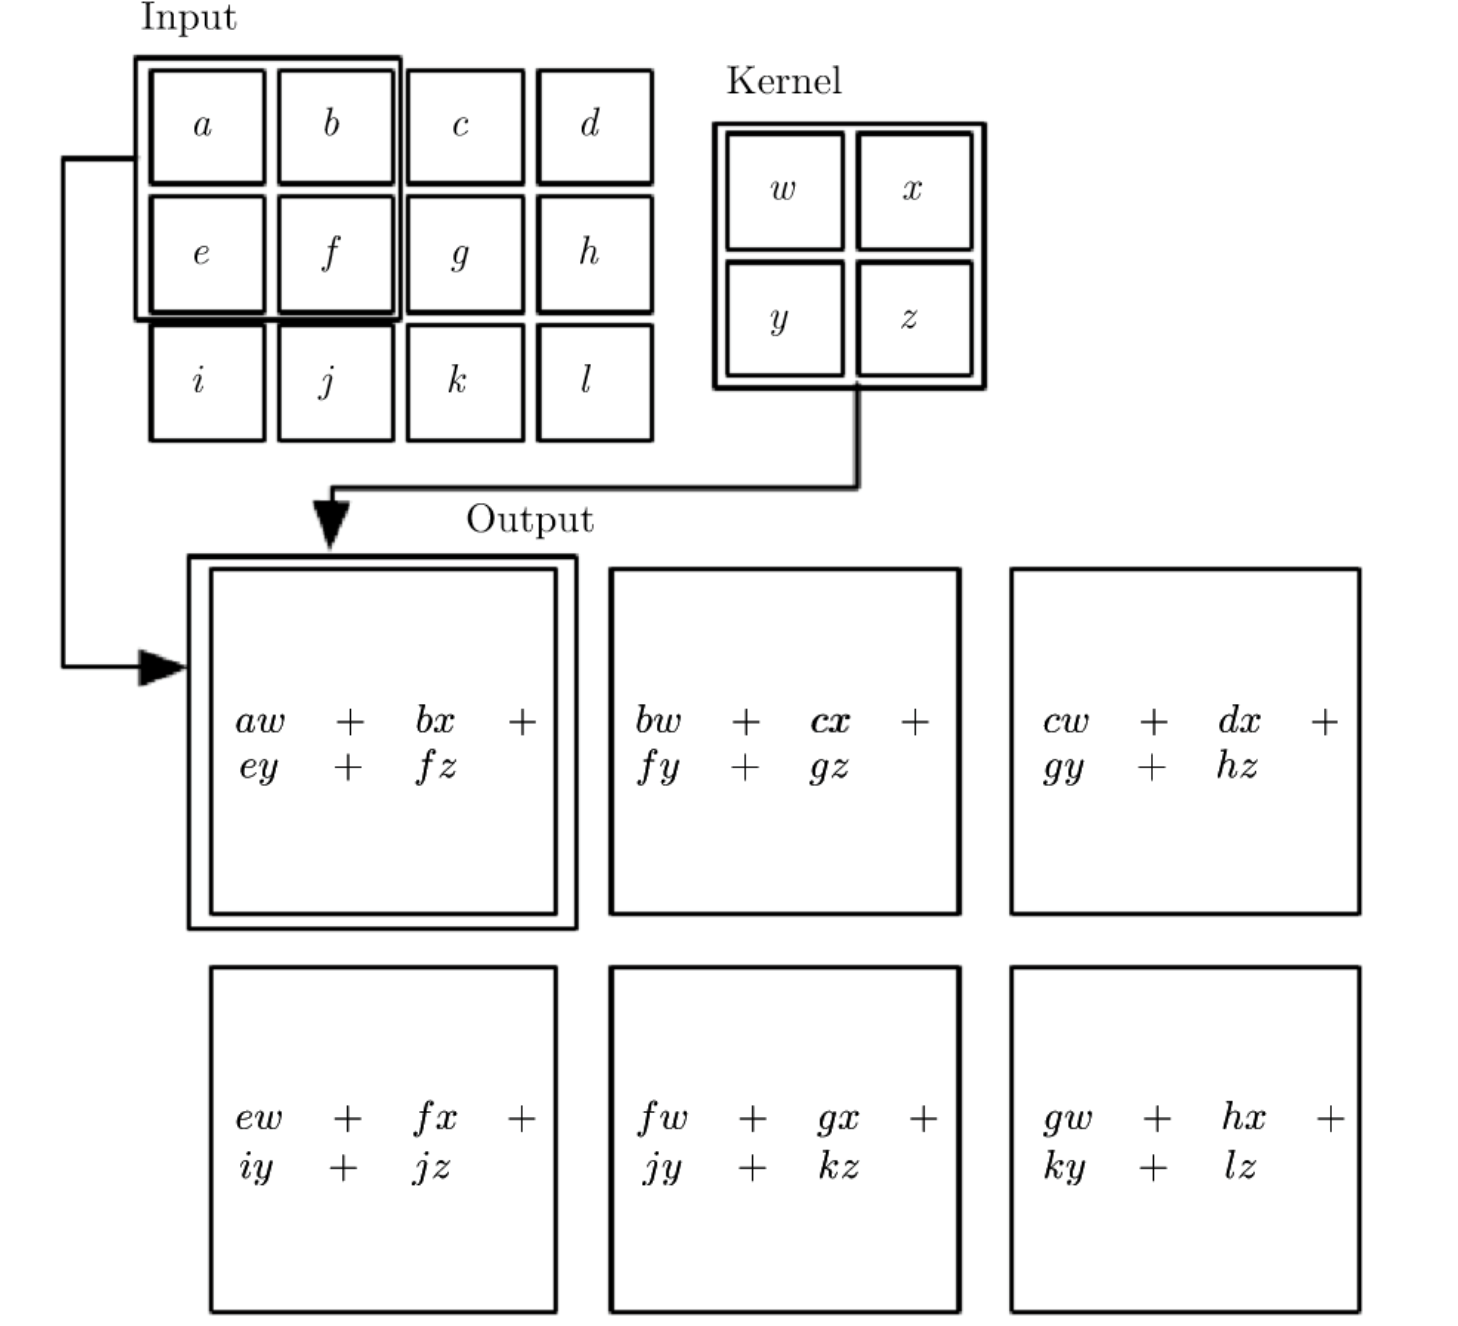 Input
a b c d
Kernel
w x
e f g h
y z
i j k l
Output
aw + bx +
ey + fz
bw + cx +
fy + gz
cw + dx +
gy + hz
ew + fx +
iy + jz
fw + gx +
jy + kz
gw + hx +
ky + lz